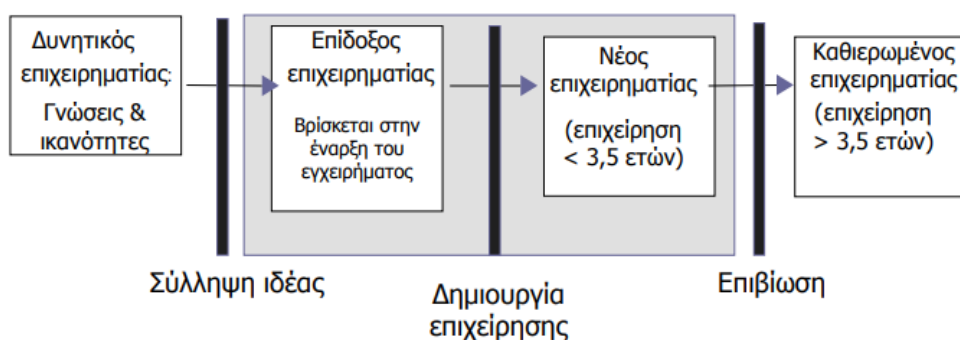 Δυνητικός
επιχειρηματίας:
Γνώσεις &
ικανότητες
Επίδοξος
επιχειρηματίας
Βρίσκεται στην
έναρξη του
εγχειρήματος
Νέος
επιχειρηματίας
(επιχείρηση
< 3,5 ετών)
Καθιερωμένος
επιχειρηματίας
(επιχείρηση
> 3,5 ετών)
Σύλληψη ιδέας
Δημιουργία
επιχείρησης
Επιβίωση